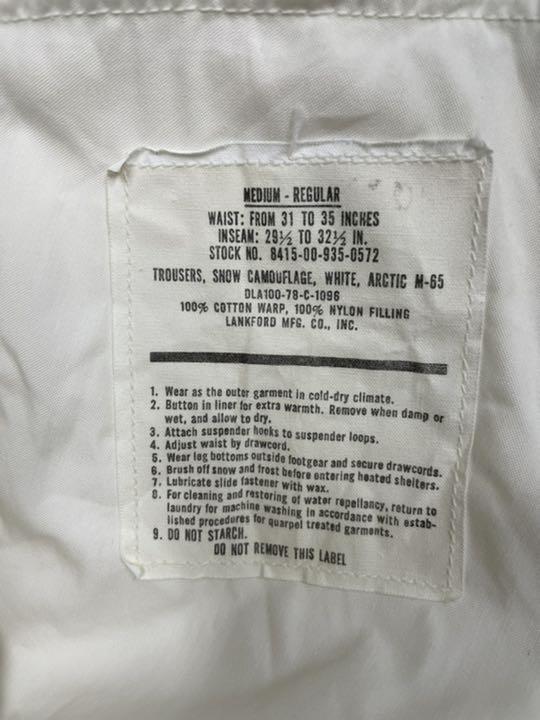 MEDIUM - REGULAR
WAIST: FROM 31 TO 35 INCHES
INSEAM: 29½ TO 32½ IN.
STOCK NO. 8415-00-935-0572
TROUSERS, SNOW CAMOUFLAGE, WHITE, ARCTIC M-65
DLA100-78-C-1096
100% COTTON WARP, 100% NYLON FILLING
LANKFORD MFG. CO., INC.
1. Wear as the outer garment in cold-dry climate.
2. Button in liner for extra warmth. Remove when damp or
wet, and allow to dry.
3. Attach suspender hooks to suspender loops.
4. Adjust waist by drawcord.
5. Wear leg bottoms outside footgear and secure drawcords.
6. Brush off snow and frost before entering heated shelters.
7. Lubricate slide fastener with wax.
8. For cleaning and restoring of water repellancy, return to
laundry for machine washing in accordance with estab-
lished procedures for quarpel treated garments.
9. DO NOT STARCH.
DO NOT REMOVE THIS LABEL